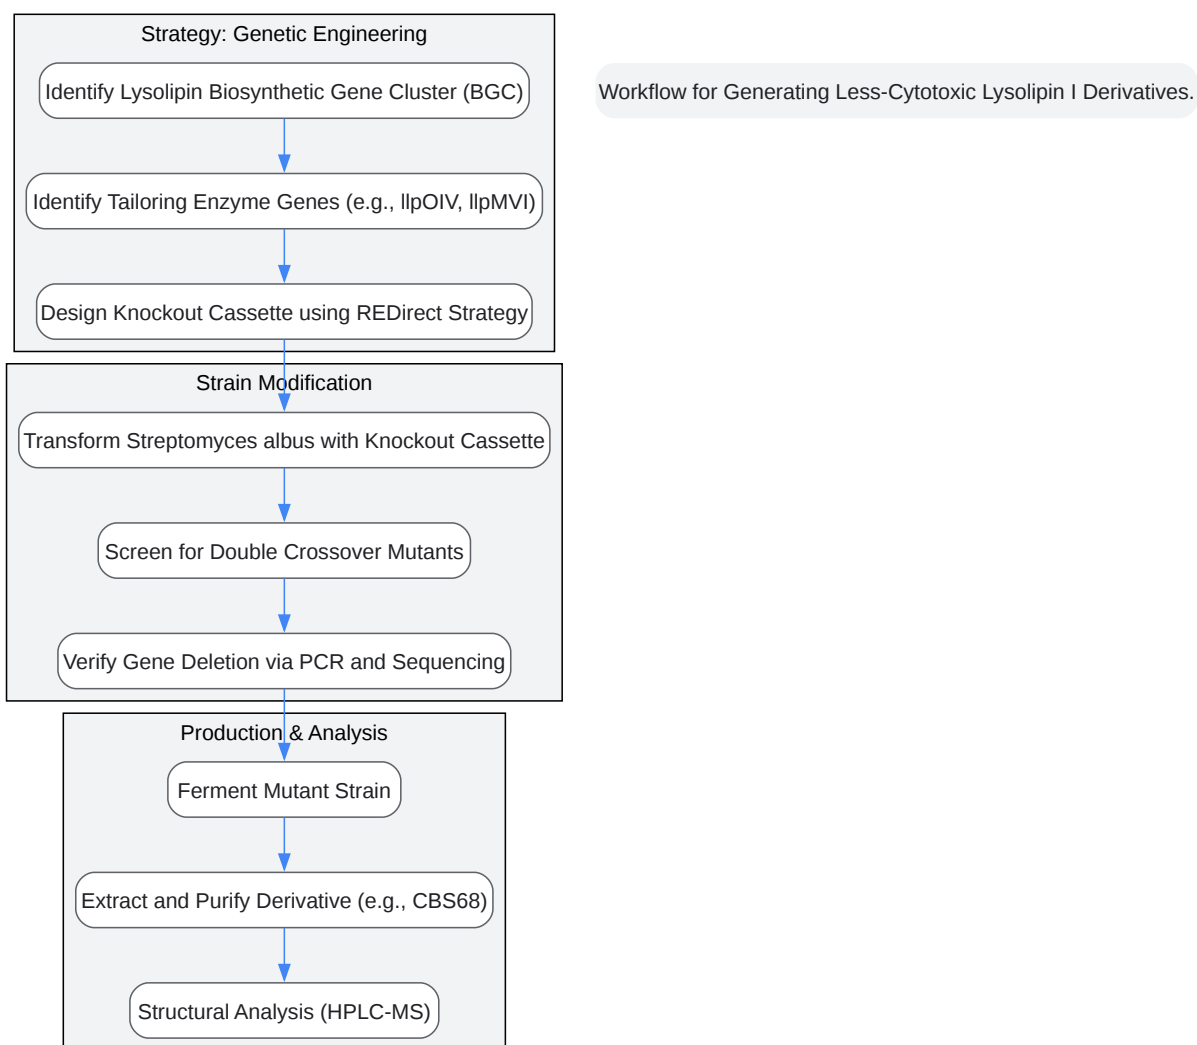 Strategy: Genetic Engineering
Identify Lysolipin Biosynthetic Gene Cluster (BGC)
Workflow for Generating Less-Cytotoxic Lysolipin I Derivatives.
Identify Tailoring Enzyme Genes (e.g., llpOIV, llpMVI)
Design Knockout Cassette using REDirect Strategy
Strain Modification
Transform Streptomyces albus with Knockout Cassette
Screen for Double Crossover Mutants
Verify Gene Deletion via PCR and Sequencing
Production & Analysis
Ferment Mutant Strain
Extract and Purify Derivative (e.g., CBS68)
Structural Analysis (HPLC-MS)